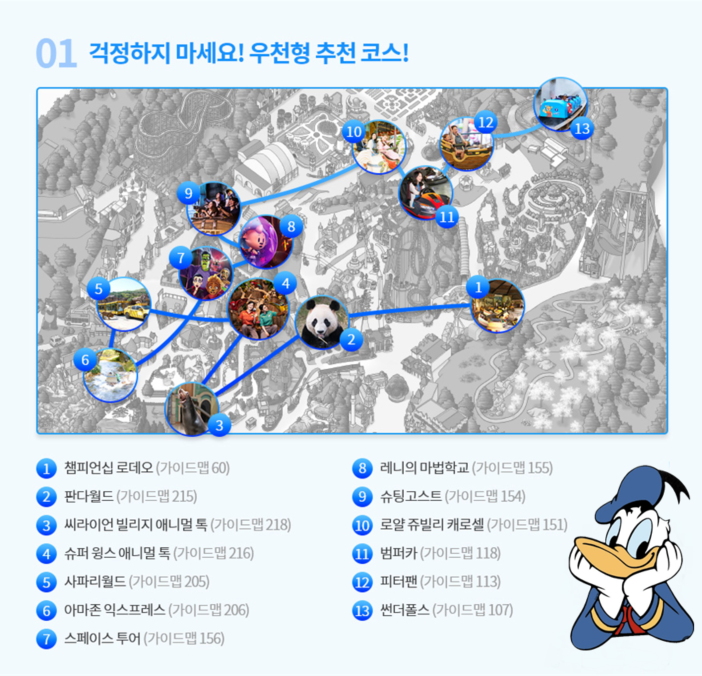 01 걱정하지 마세요! 우천형 추천 코스!
10
12
13
9
11
8
7
4
5
1
2
6
3
1 챔피언십 로데오 (가이드맵 60)
2 판다월드 (가이드맵 215)
3 씨라이언 빌리지 애니멀 톡 (가이드맵 218)
4 슈퍼 윙스 애니멀 톡 (가이드맵 216)
5 사파리월드 (가이드맵 205)
6 아마존 익스프레스 (가이드맵 206)
7 스페이스 투어 (가이드맵 156)
8 레니의 마법학교 (가이드맵 155)
9 슈팅고스트 (가이드맵 154)
10 로얄 쥬빌리 캐로셀 (가이드맵 151)
11 범퍼카 (가이드맵 118)
12 피터팬 (가이드맵 113)
13 썬더폴스 (가이드맵 107)